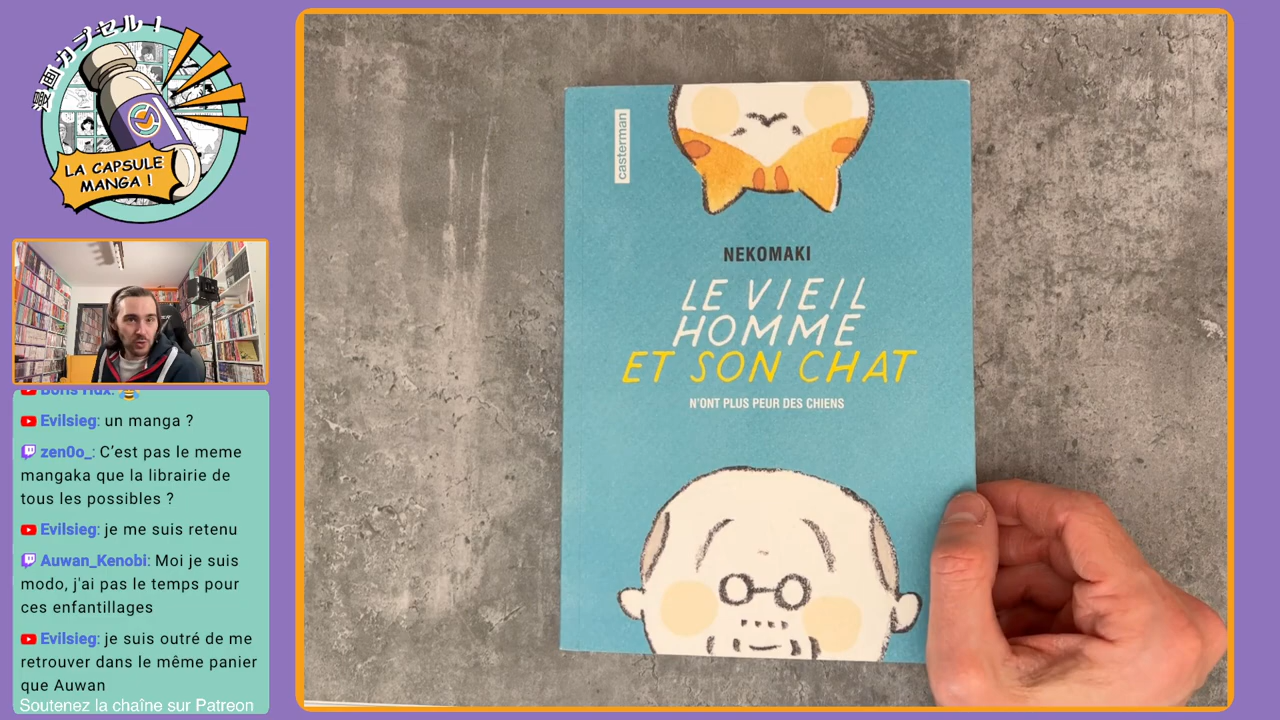 漫画カプセル！
LA CAPSULE
MANGA !
casterman
NEKOMAKI
LE VIEIL
HOMME
ET SON CHAT
N'ONT PLUS PEUR DES CHIENS
Evilsieg: un manga ?
zen0o_: C’est pas le meme
mangaka que la librairie de
tous les possibles ?
Evilsieg: je me suis retenu
Auwan_Kenobi: Moi je suis
modo, j'ai pas le temps pour
ces enfantillages
Evilsieg: je suis outré de me
retrouver dans le même panier
que Auwan
Soutenez la chaîne sur Patreon